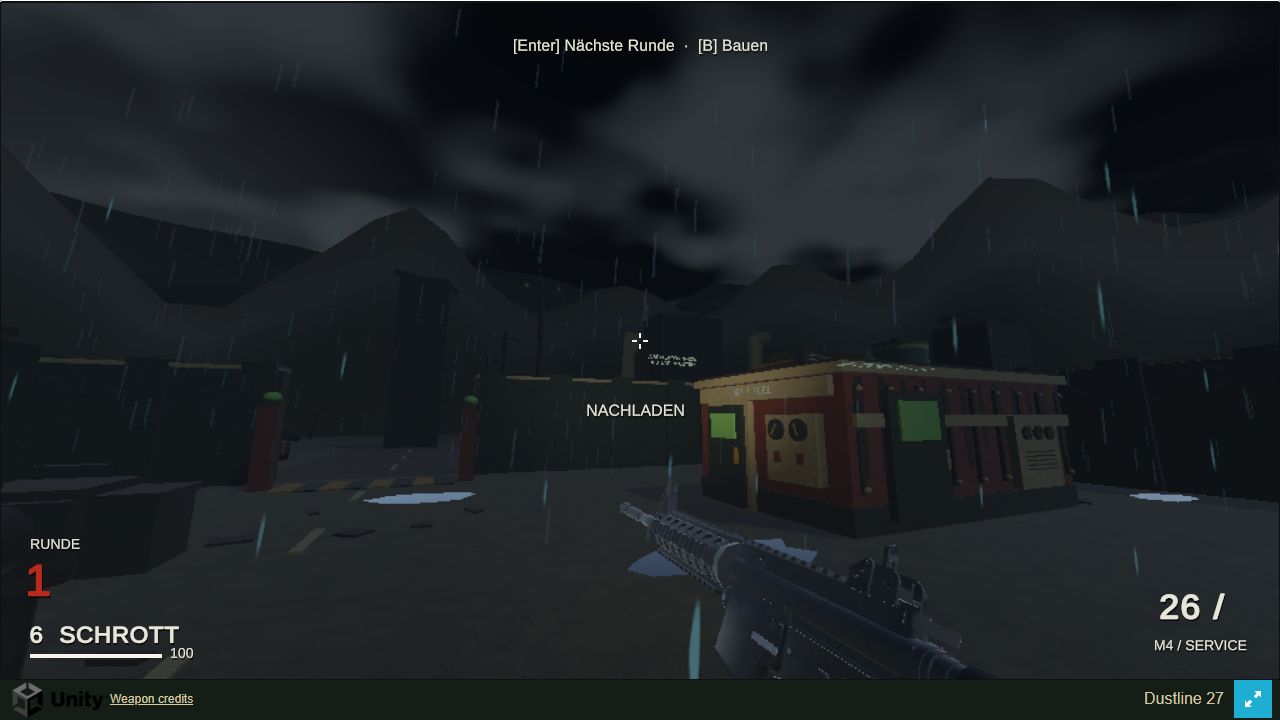 [Enter] Nächste Runde · [B] Bauen
NACHLADEN
RUNDE
1
6 SCHROTT
100
26 /
M4 / SERVICE
Unity
Weapon credits
Dustline 27